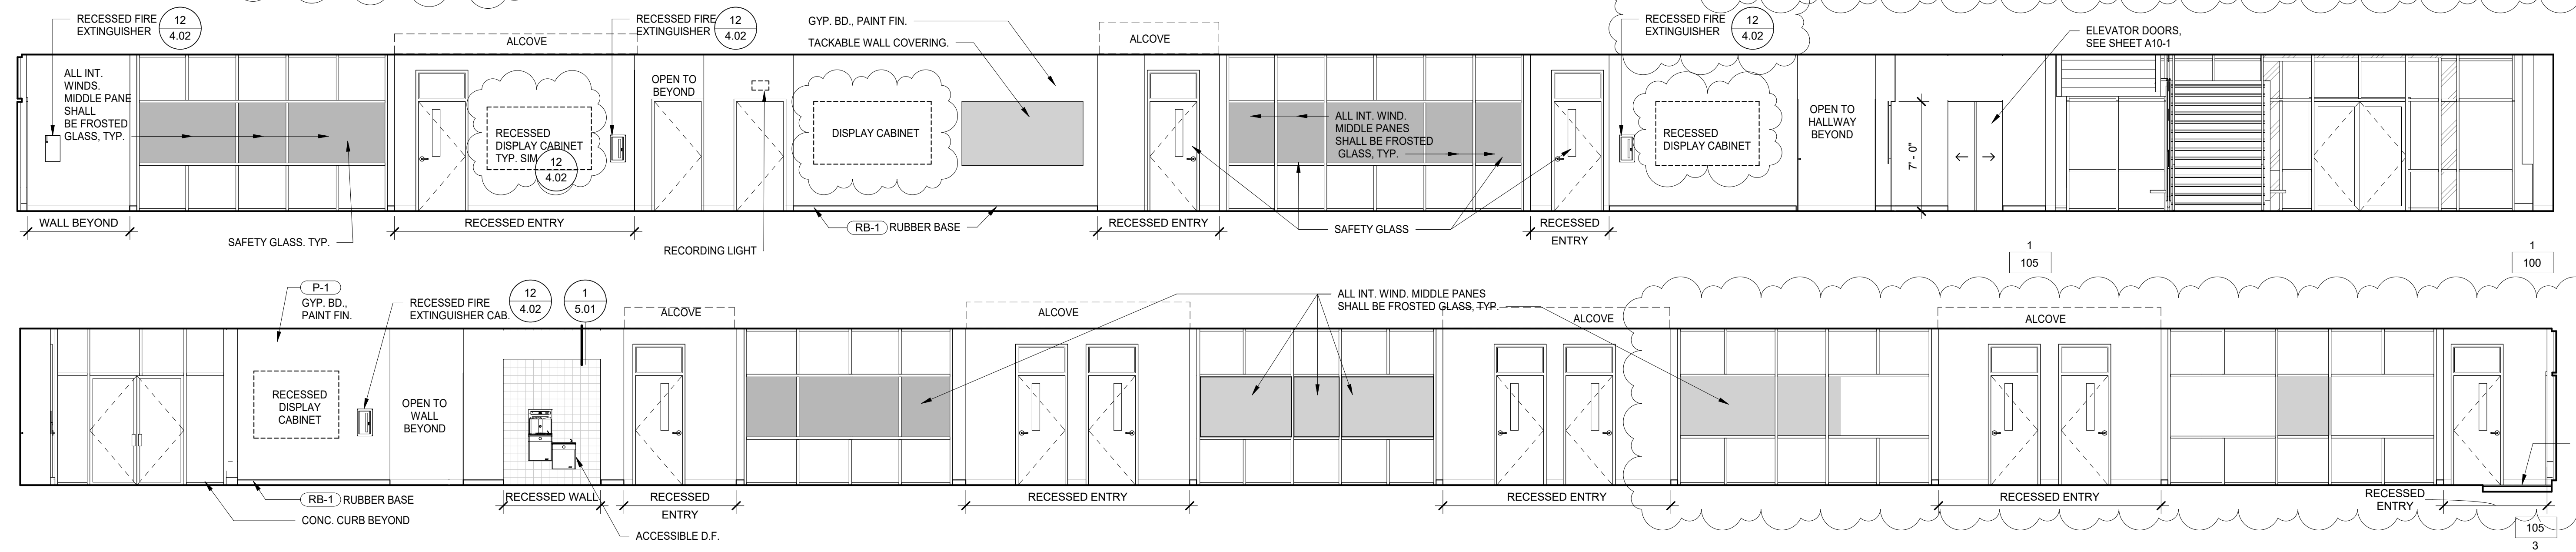 RECESSED FIRE
EXTINGUISHER
12
4.02
ALCOVE
RECESSED FIRE
EXTINGUISHER
12
4.02
GYP. BD., PAINT FIN.
TACKABLE WALL COVERING.
ALCOVE
RECESSED FIRE
EXTINGUISHER
12
4.02
ELEVATOR DOORS,
SEE SHEET A10-1
ALL INT.
WINDS.
MIDDLE PANE
SHALL
BE FROSTED
GLASS, TYP.
RECESSED
DISPLAY CABINET
TYP. SIM
12
4.02
OPEN TO
BEYOND
DISPLAY CABINET
ALL INT. WIND.
MIDDLE PANES
SHALL BE FROSTED
GLASS, TYP.
RECESSED
DISPLAY CABINET
OPEN TO
HALLWAY
BEYOND
7' - 0"
WALL BEYOND
SAFETY GLASS. TYP.
RECESSED ENTRY
RECORDING LIGHT
RB-1
RUBBER BASE
RECESSED ENTRY
SAFETY GLASS
RECESSED
ENTRY
1
105
1
100
P-1
GYP. BD.,
PAINT FIN.
RECESSED FIRE
EXTINGUISHER CAB.
12
4.02
1
5.01
ALCOVE
ALCOVE
ALL INT. WIND. MIDDLE PANES
SHALL BE FROSTED GLASS, TYP.
ALCOVE
ALCOVE
RECESSED
DISPLAY
CABINET
OPEN TO
WALL
BEYOND
RB-1
RUBBER BASE
CONC. CURB BEYOND
RECESSED WALL
ACCESSIBLE D.F.
RECESSED
ENTRY
RECESSED ENTRY
RECESSED ENTRY
RECESSED ENTRY
RECESSED
ENTRY
105
3